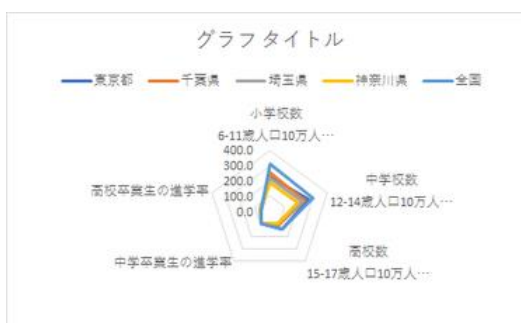 グラフ タイトル
東京都 千葉県 埼玉県 神奈川県 全国
小学校数
6-11歳人口10万人…
400.0
300.0
200.0
100.0
0.0
中学校数
12-14歳人口10万人…
高校数
15-17歳人口10万人…
中学卒業生の進学率
高校卒業生の進学率